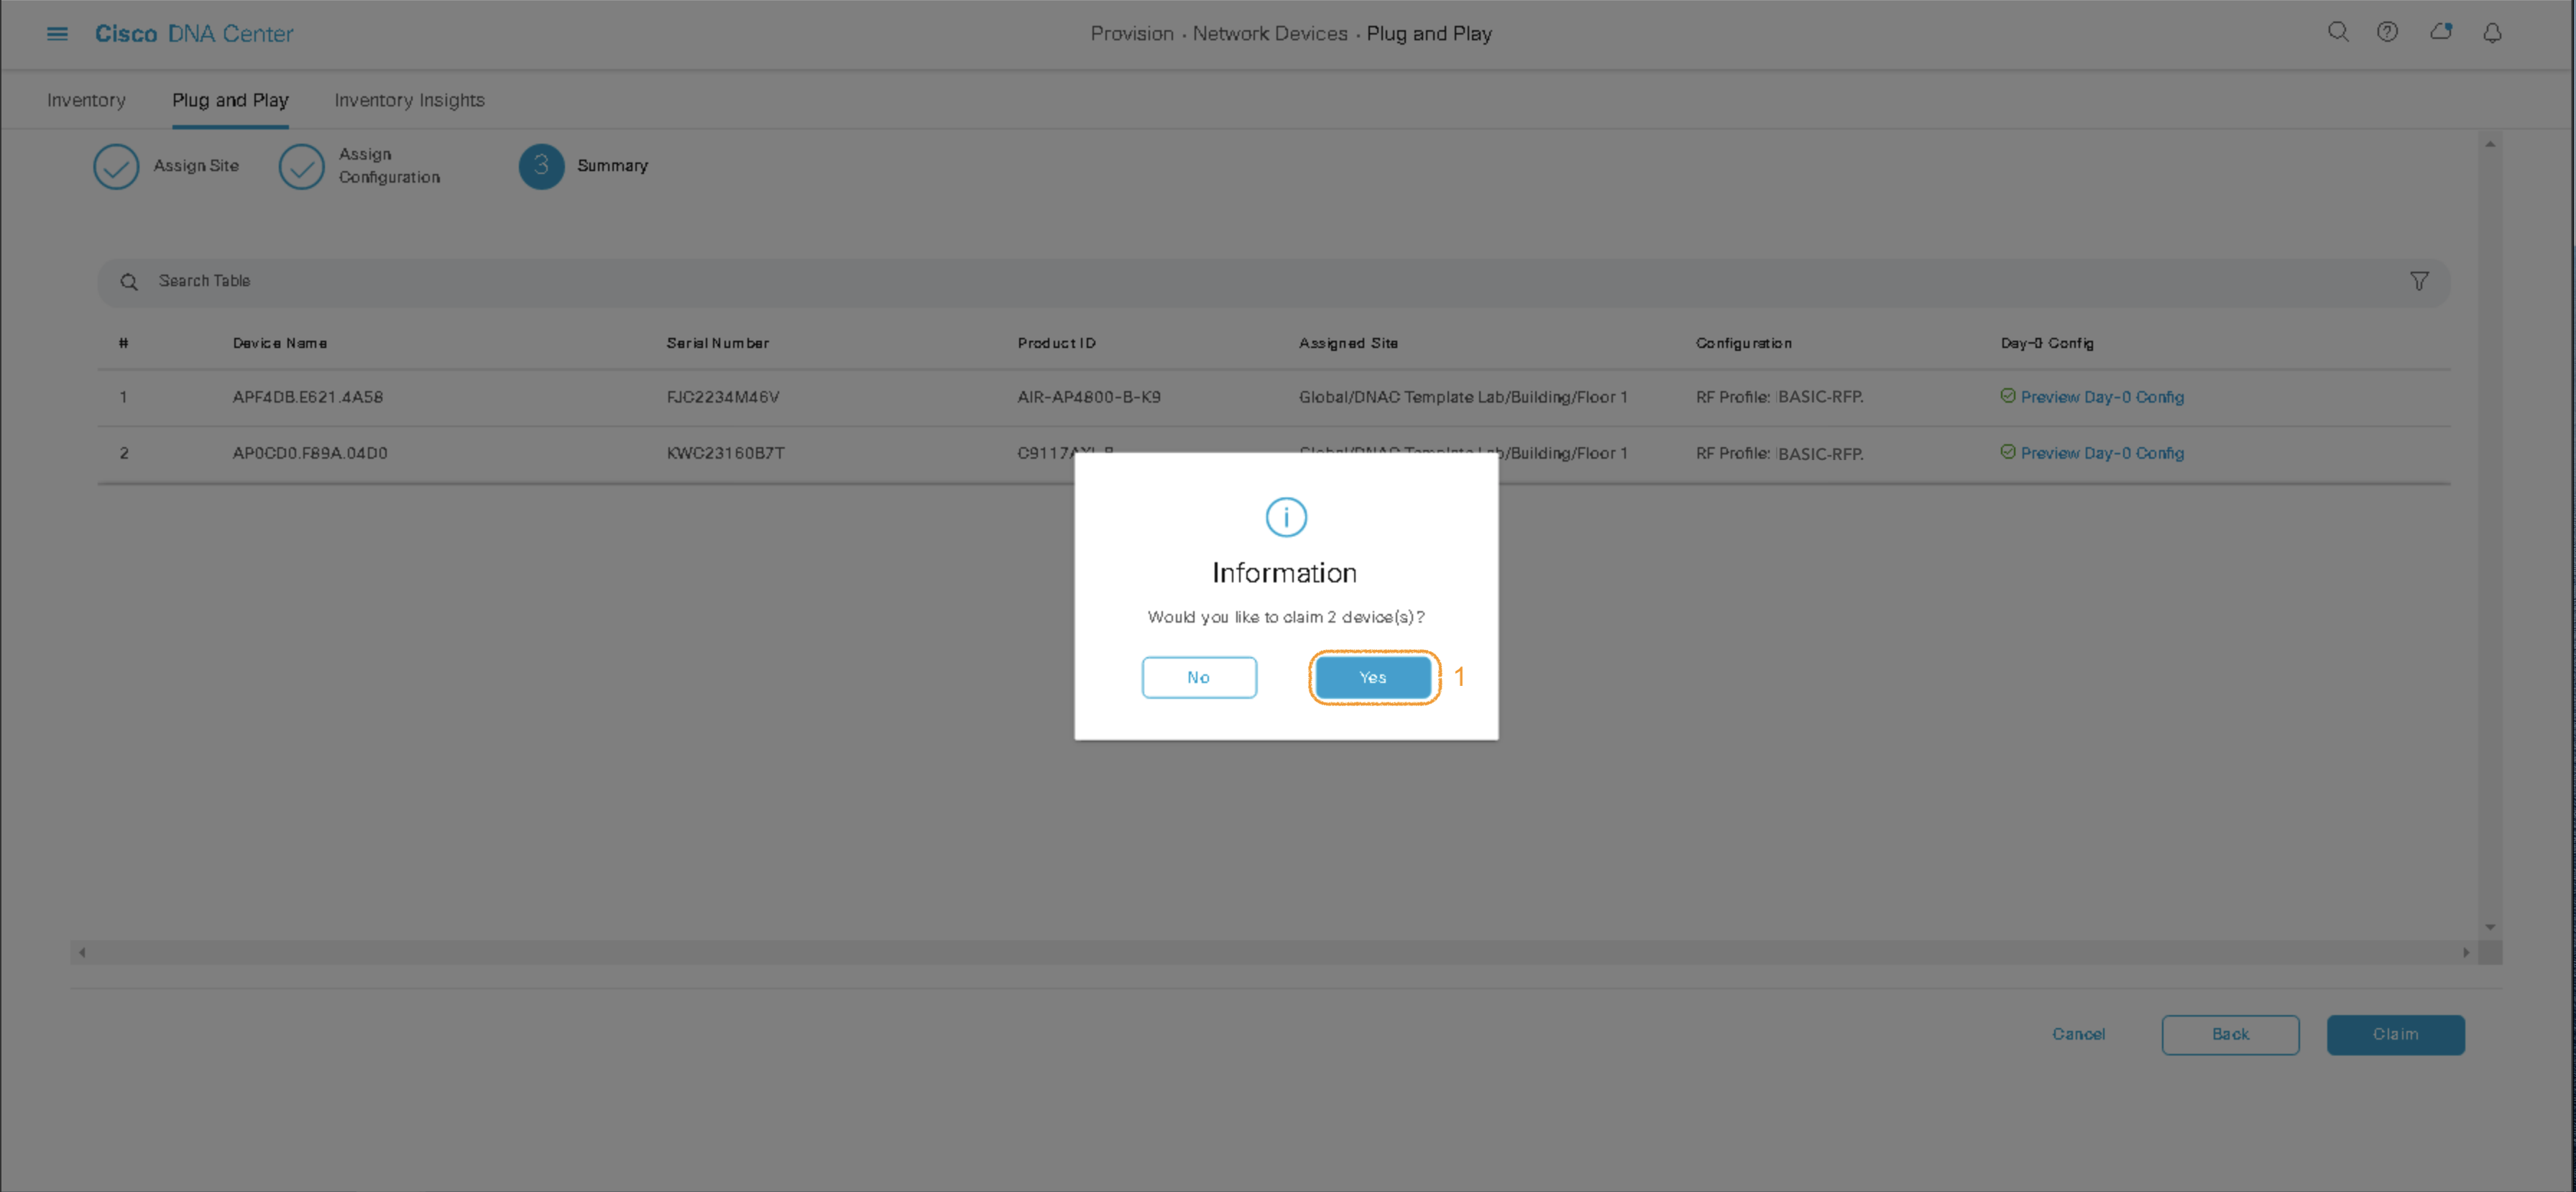 Cisco DNA Center
Provision · Network Devices · Plug and Play
Inventory Plug and Play Inventory Insights
Assign Site
Assign
Configuration
3 Summary
Search Table
# Device Name Serial Number Product ID Assigned Site Configuration Day-0 Config
1 APF4DB.E621.4A58 FJC2234M46V AIR-AP4800-B-K9 Global/DNAC Template Lab/Building/Floor 1 RF Profile: BASIC-RFP. Preview Day-0 Config
2 AP0CD0.F89A.04D0 KWC23160B7T Global/DNAC Template Lab/Building/Floor 1 RF Profile: BASIC-RFP. Preview Day-0 Config
Information
Would you like to claim 2 device(s)?
No Yes 1
Cancel Back Claim